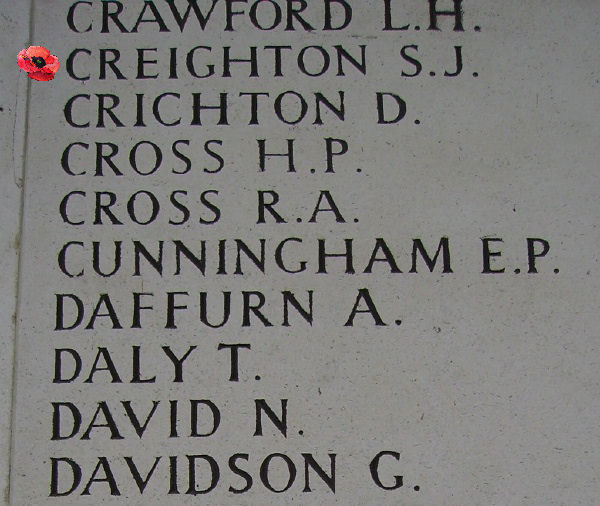 CRAWFORD L.H.
CREIGHTON S.J.
CRICHTON D.
CROSS H.P.
CROSS R.A.
CUNNINGHAM E.P.
DAFFURN A.
DALY T.
DAVID N.
DAVIDSON G.